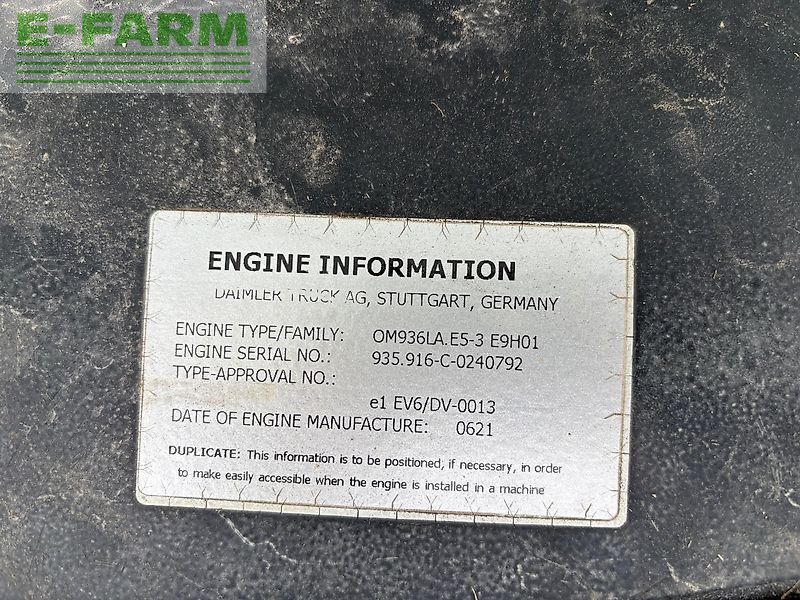 E-FARM
ENGINE INFORMATION
DAIMLER TRUCK AG, STUTTGART, GERMANY
ENGINE TYPE/FAMILY: OM936LA.E5-3 E9H01
ENGINE SERIAL NO.: 935.916-C-0240792
TYPE-APPROVAL NO.:
e1 EV6/DV-0013
DATE OF ENGINE MANUFACTURE: 0621
DUPLICATE: This information is to be positioned, if necessary, in order
to make easily accessible when the engine is installed in a machine